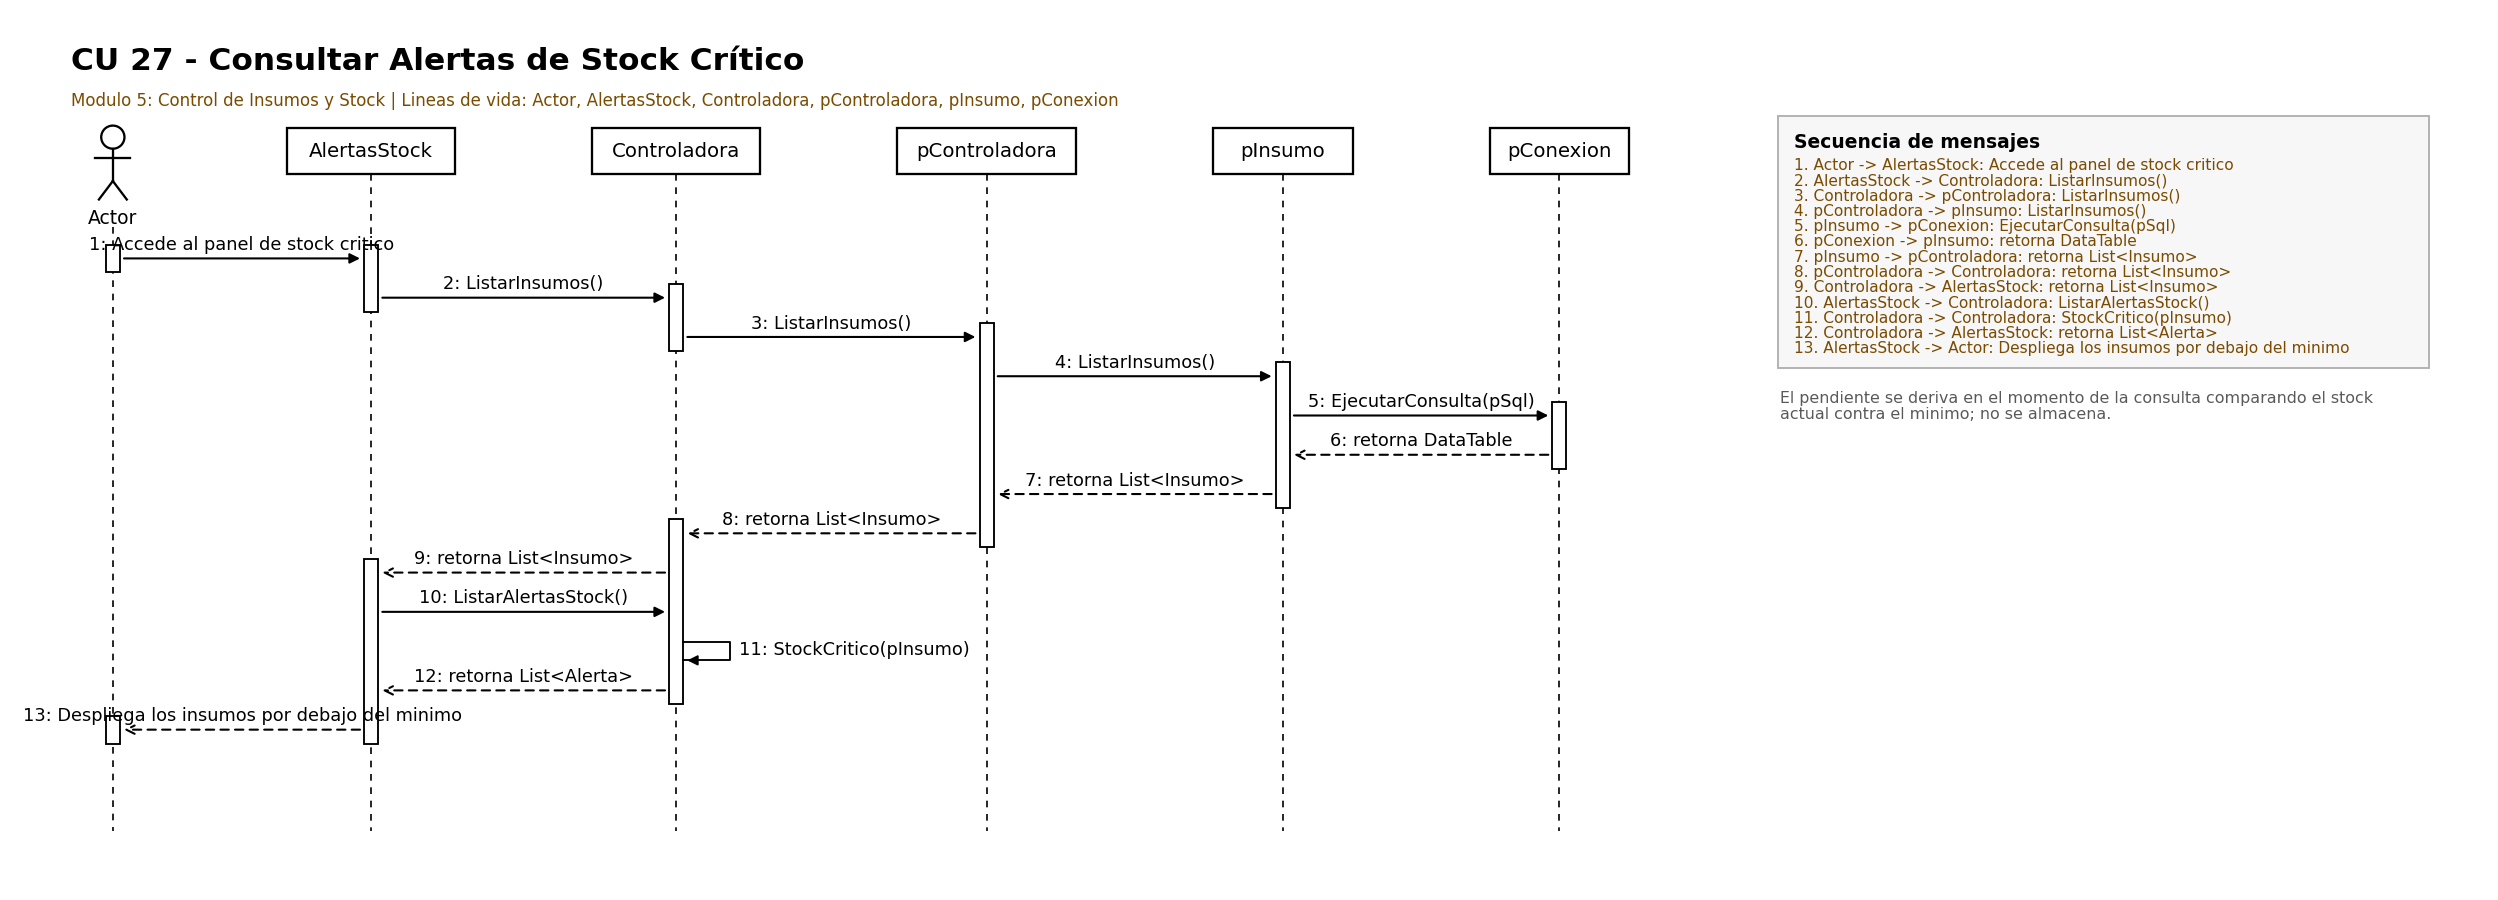 CU 27 - Consultar Alertas de Stock Crítico
Modulo 5: Control de Insumos y Stock | Lineas de vida: Actor, AlertasStock, Controladora, pControladora, pInsumo, pConexion
AlertasStock
Controladora
pControladora
pInsumo
pConexion
Actor
1: Accede al panel de stock critico
2: ListarInsumos()
3: ListarInsumos()
4: ListarInsumos()
5: EjecutarConsulta(pSql)
6: retorna DataTable
7: retorna List<Insumo>
8: retorna List<Insumo>
9: retorna List<Insumo>
10: ListarAlertasStock()
11: StockCritico(pInsumo)
12: retorna List<Alerta>
13: Despliega los insumos por debajo del minimo
Secuencia de mensajes
1. Actor -> AlertasStock: Accede al panel de stock critico
2. AlertasStock -> Controladora: ListarInsumos()
3. Controladora -> pControladora: ListarInsumos()
4. pControladora -> pInsumo: ListarInsumos()
5. pInsumo -> pConexion: EjecutarConsulta(pSql)
6. pConexion -> pInsumo: retorna DataTable
7. pInsumo -> pControladora: retorna List<Insumo>
8. pControladora -> Controladora: retorna List<Insumo>
9. Controladora -> AlertasStock: retorna List<Insumo>
10. AlertasStock -> Controladora: ListarAlertasStock()
11. Controladora -> Controladora: StockCritico(pInsumo)
12. Controladora -> AlertasStock: retorna List<Alerta>
13. AlertasStock -> Actor: Despliega los insumos por debajo del minimo
El pendiente se deriva en el momento de la consulta comparando el stock
actual contra el minimo; no se almacena.